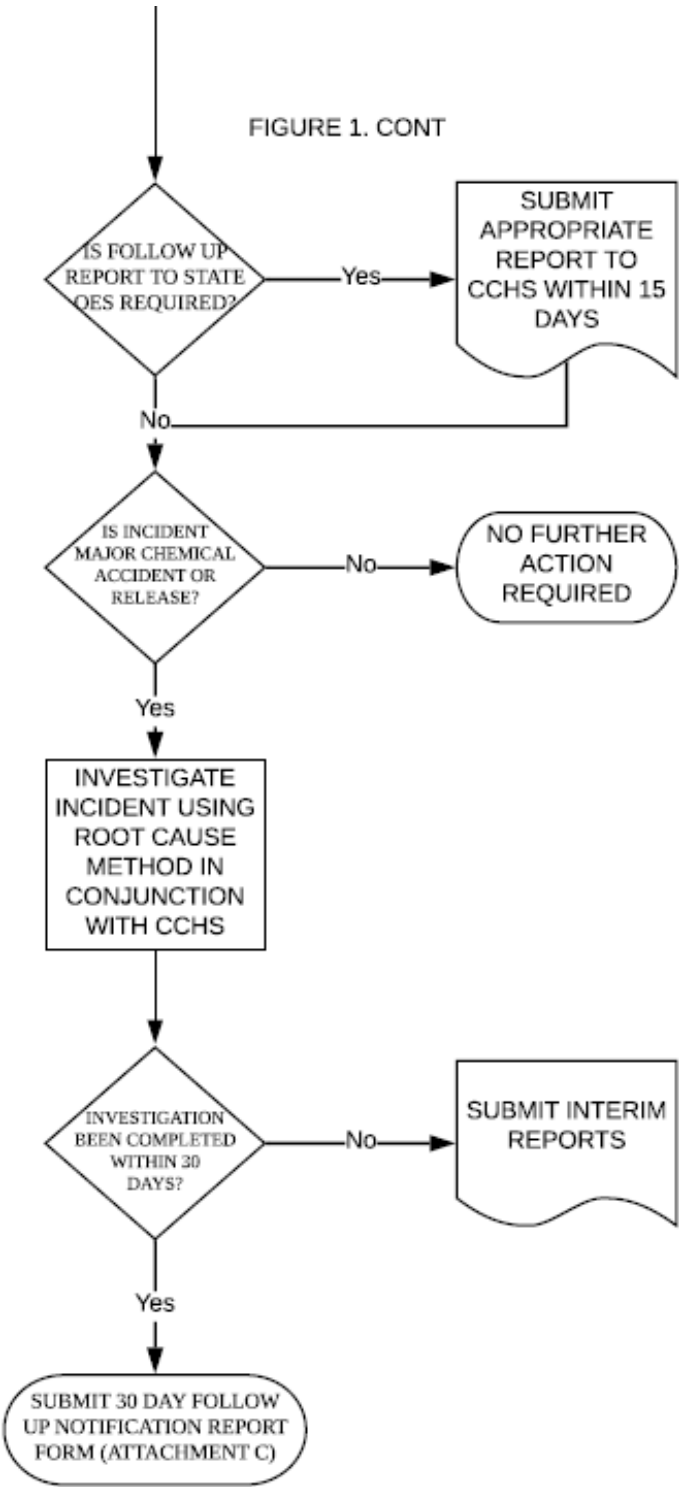 FIGURE 1. CONT
IS FOLLOW UP
REPORT TO STATE
OES REQUIRED?
Yes
SUBMIT
APPROPRIATE
REPORT TO
CCHS WITHIN 15
DAYS
No
IS INCIDENT
MAJOR CHEMICAL
ACCIDENT OR
RELEASE?
No
NO FURTHER
ACTION
REQUIRED
Yes
INVESTIGATE
INCIDENT USING
ROOT CAUSE
METHOD IN
CONJUNCTION
WITH CCHS
INVESTIGATION
BEEN COMPLETED
WITHIN 30
DAYS?
No
SUBMIT INTERIM
REPORTS
Yes
SUBMIT 30 DAY FOLLOW
UP NOTIFICATION REPORT
FORM (ATTACHMENT C)